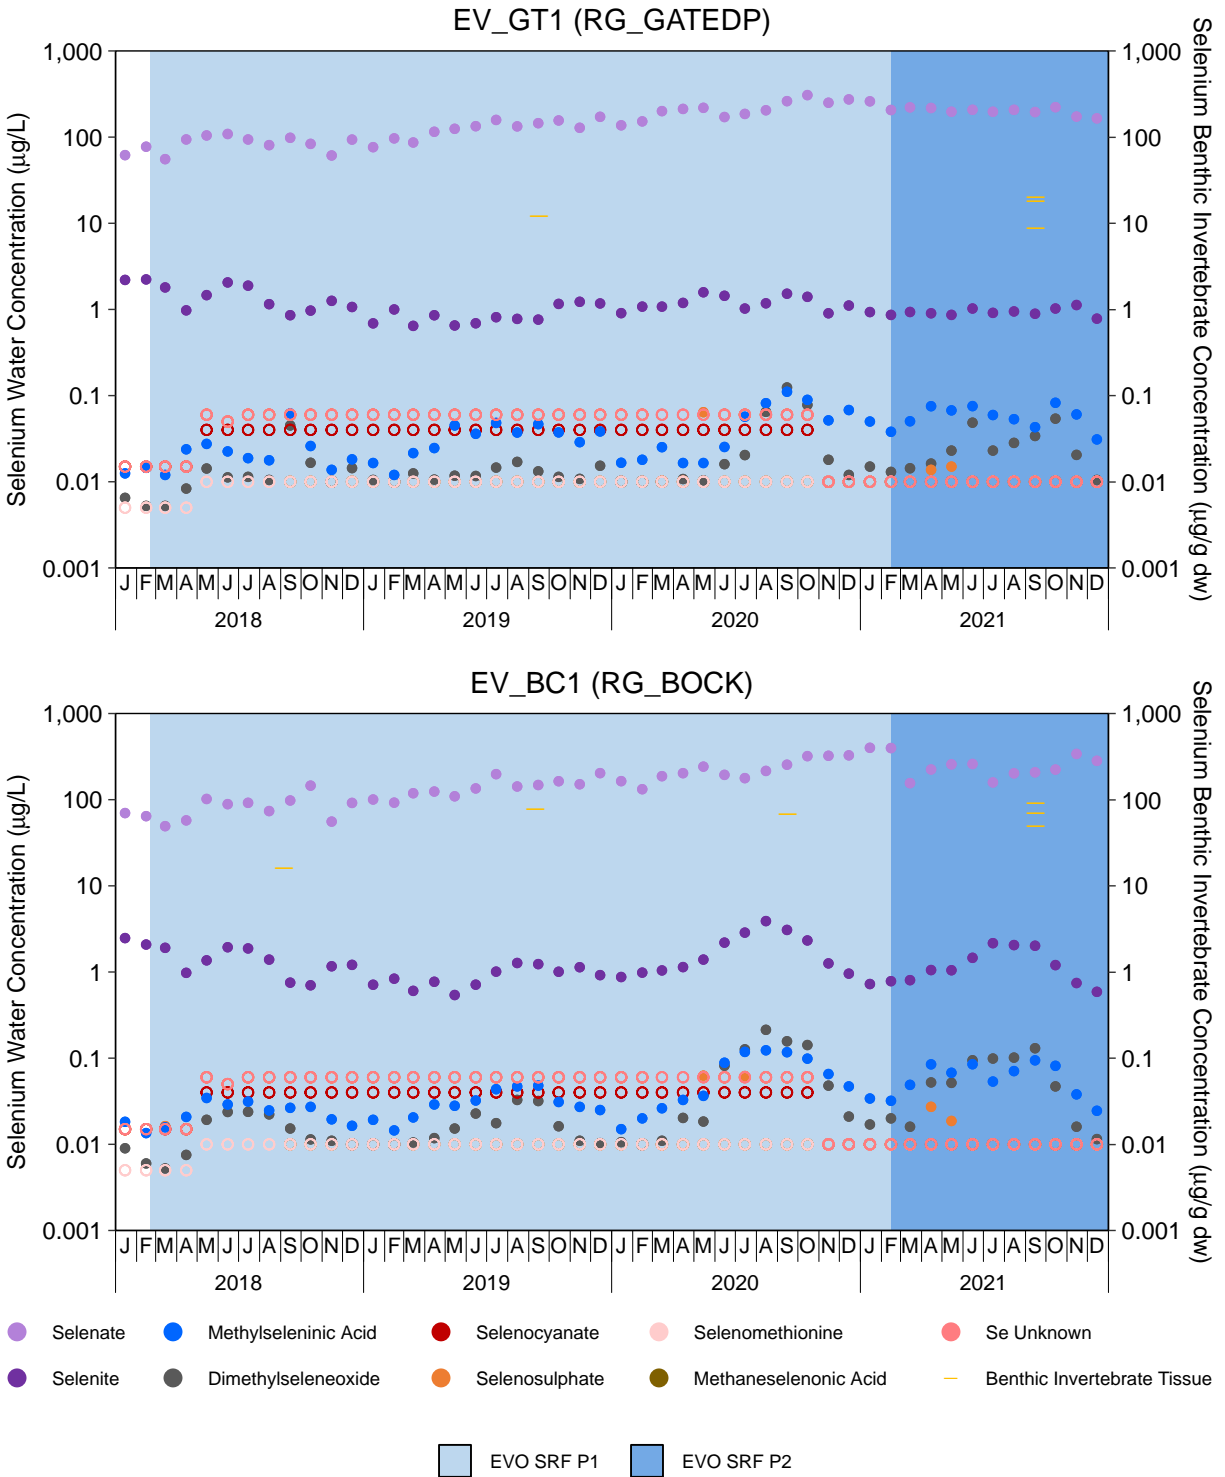 EV_GT1 (RG_GATEDP)
Selenium Water Concentration (µg/L)
Selenium Benthic Invertebrate Concentration (µg/g dw)
1,000 1,000
100 100
10 10
1 1
0.1 0.1
0.01 0.01
0.001 0.001
J F M A M J J A S O N D J F M A M J J A S O N D J F M A M J J A S O N D J F M A M J J A S O N D
2018 2019 2020 2021
EV_BC1 (RG_BOCK)
Selenium Water Concentration (µg/L)
Selenium Benthic Invertebrate Concentration (µg/g dw)
1,000 1,000
100 100
10 10
1 1
0.1 0.1
0.01 0.01
0.001 0.001
J F M A M J J A S O N D J F M A M J J A S O N D J F M A M J J A S O N D J F M A M J J A S O N D
2018 2019 2020 2021
Selenate Methylseleninic Acid Selenocyanate Selenomethionine Se Unknown
Selenite Dimethylseleneoxide Selenosulphate Methaneselenonic Acid Benthic Invertebrate Tissue
EVO SRF P1 EVO SRF P2